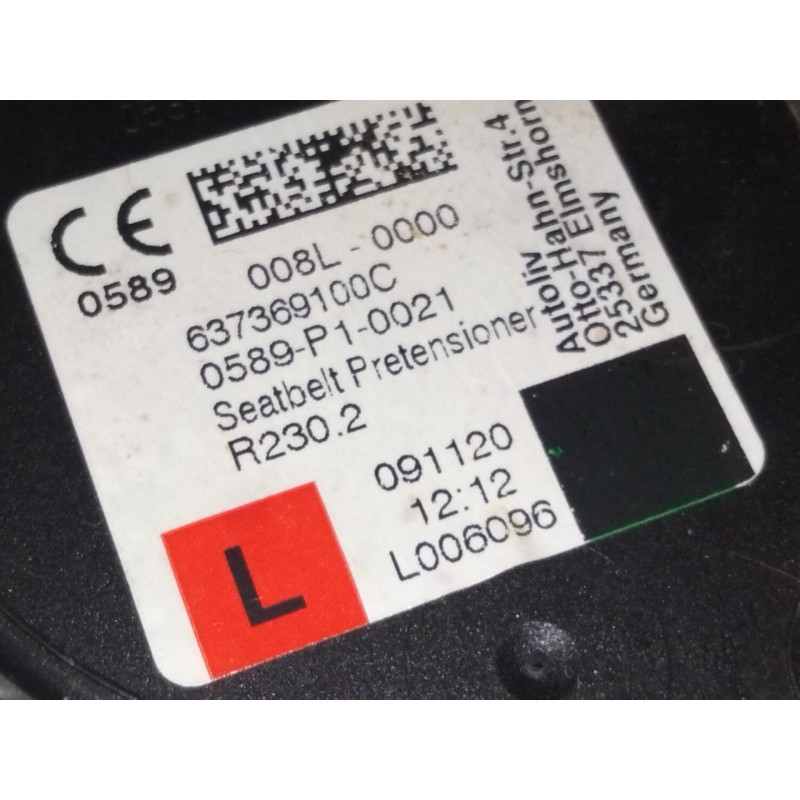 CE
0589
008L - 0000
637369100C
0589-P1-0021
Seatbelt Pretensioner
R230.2
091120
12:12
L006096
L
Autoliv
Otto-Hahn-Str.4
25337 Elmshorn
Germany